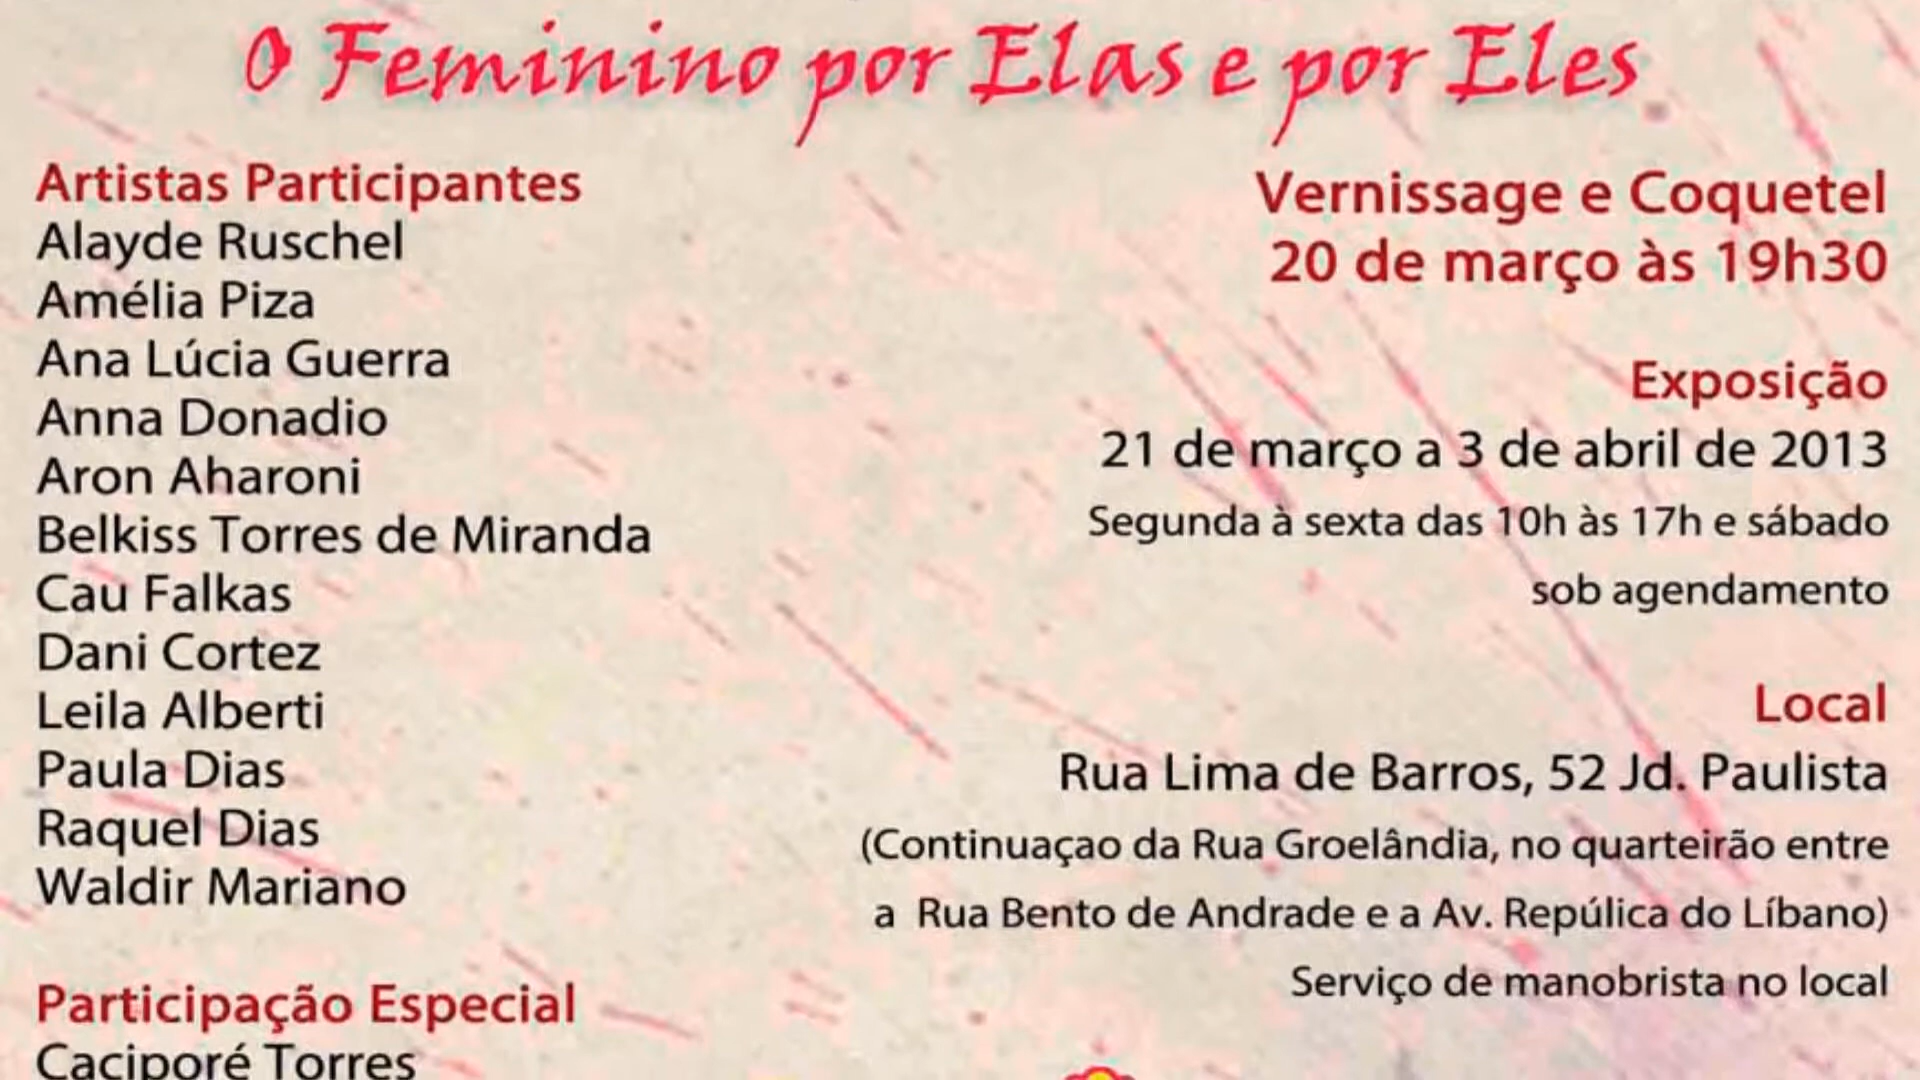 O Feminino por Elas e por Eles
Artistas Participantes
Alayde Ruschel
Amélia Piza
Ana Lúcia Guerra
Anna Donadio
Aron Aharoni
Belkiss Torres de Miranda
Cau Falkas
Dani Cortez
Leila Alberti
Paula Dias
Raquel Dias
Waldir Mariano
Participação Especial
Caciporé Torres
Vernissage e Coquetel
20 de março às 19h30
Exposição
21 de março a 3 de abril de 2013
Segunda à sexta das 10h às 17h e sábado
sob agendamento
Local
Rua Lima de Barros, 52 Jd. Paulista
(Continuaçao da Rua Groelândia, no quarteirão entre
a Rua Bento de Andrade e a Av. Repúlica do Líbano)
Serviço de manobrista no local